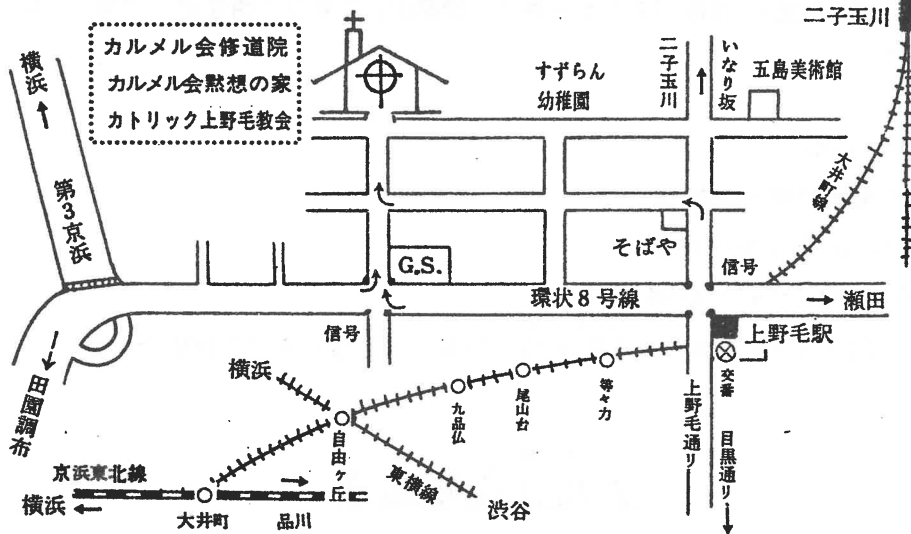 二子玉川
カルメル会修道院
カルメル会黙想の家
カトリック上野毛教会
横浜
第3京浜
すずらん
幼稚園
二子玉川
いなり坂
五島美術館
大井町線
そばや
G.S.
信号
環状8号線
瀬田
信号
上野毛駅
交番
田園調布
横浜
九品仏
尾山台
等々力
上野毛通り
目黒通り
自由ヶ丘
東横線
京浜東北線
横浜
大井町
品川
渋谷